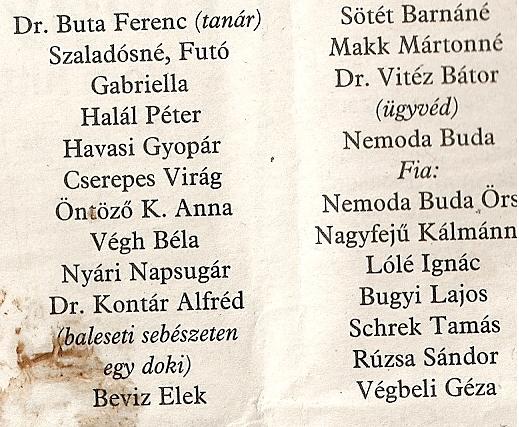 Dr. Buta Ferenc (tanár)
Szaladósné, Futó
Gabriella
Halál Péter
Havasi Gyopár
Cserepes Virág
Öntöző K. Anna
Végh Béla
Nyári Napsugár
Dr. Kontár Alfréd
(baleseti sebészeten
egy doki)
Beviz Elek
Sötét Barnáné
Makk Mártonné
Dr. Vitéz Bátor
(ügyvéd)
Nemoda Buda
Fia:
Nemoda Buda Örs
Nagyfejű Kálmánn
Lólé Ignác
Bugyi Lajos
Schrek Tamás
Rúzsa Sándor
Végbeli Géza